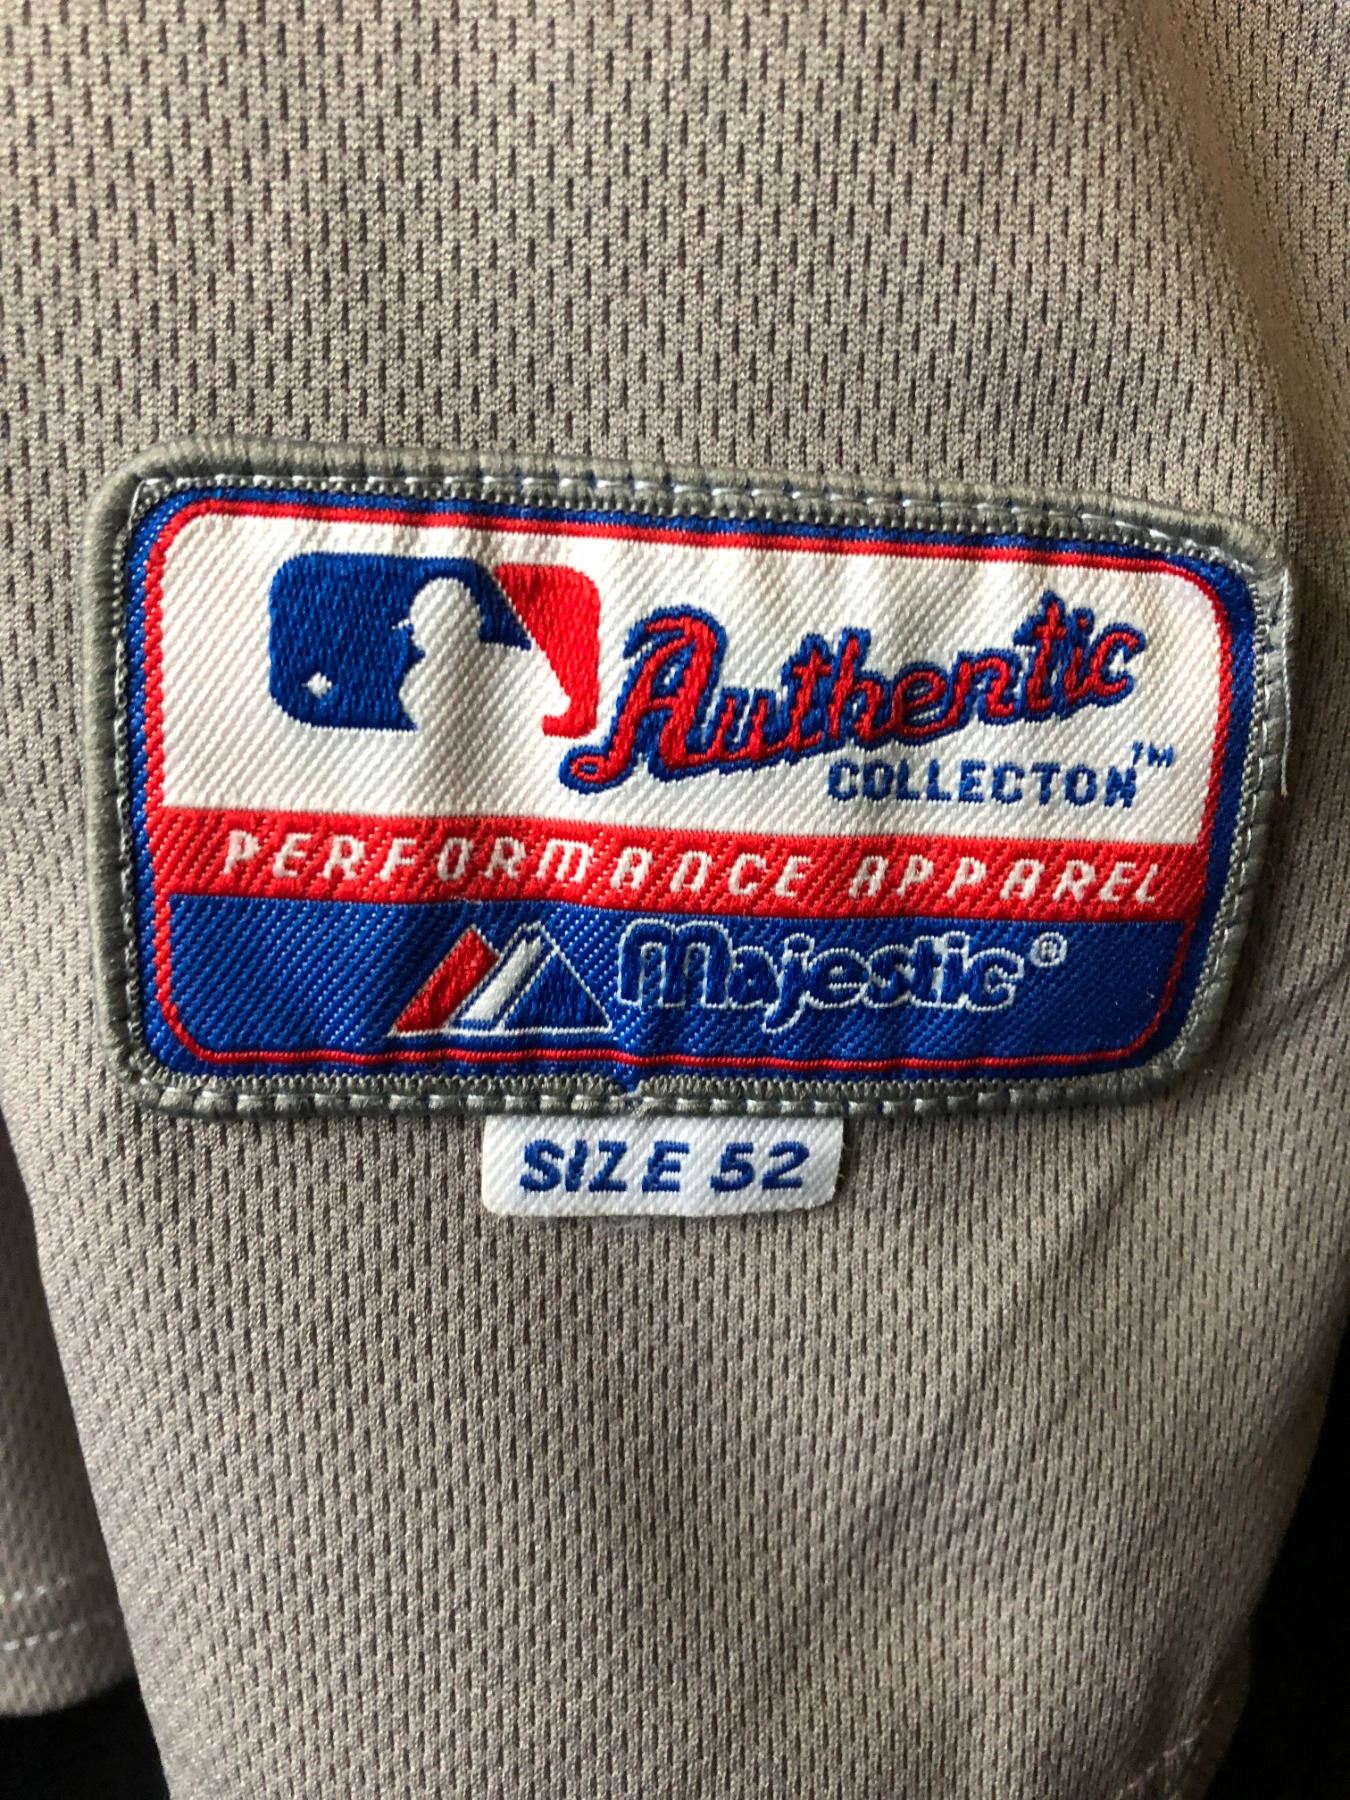 Authentic
COLLECTON™
PERFORMANCE APPAREL
Majestic®
SIZE 52